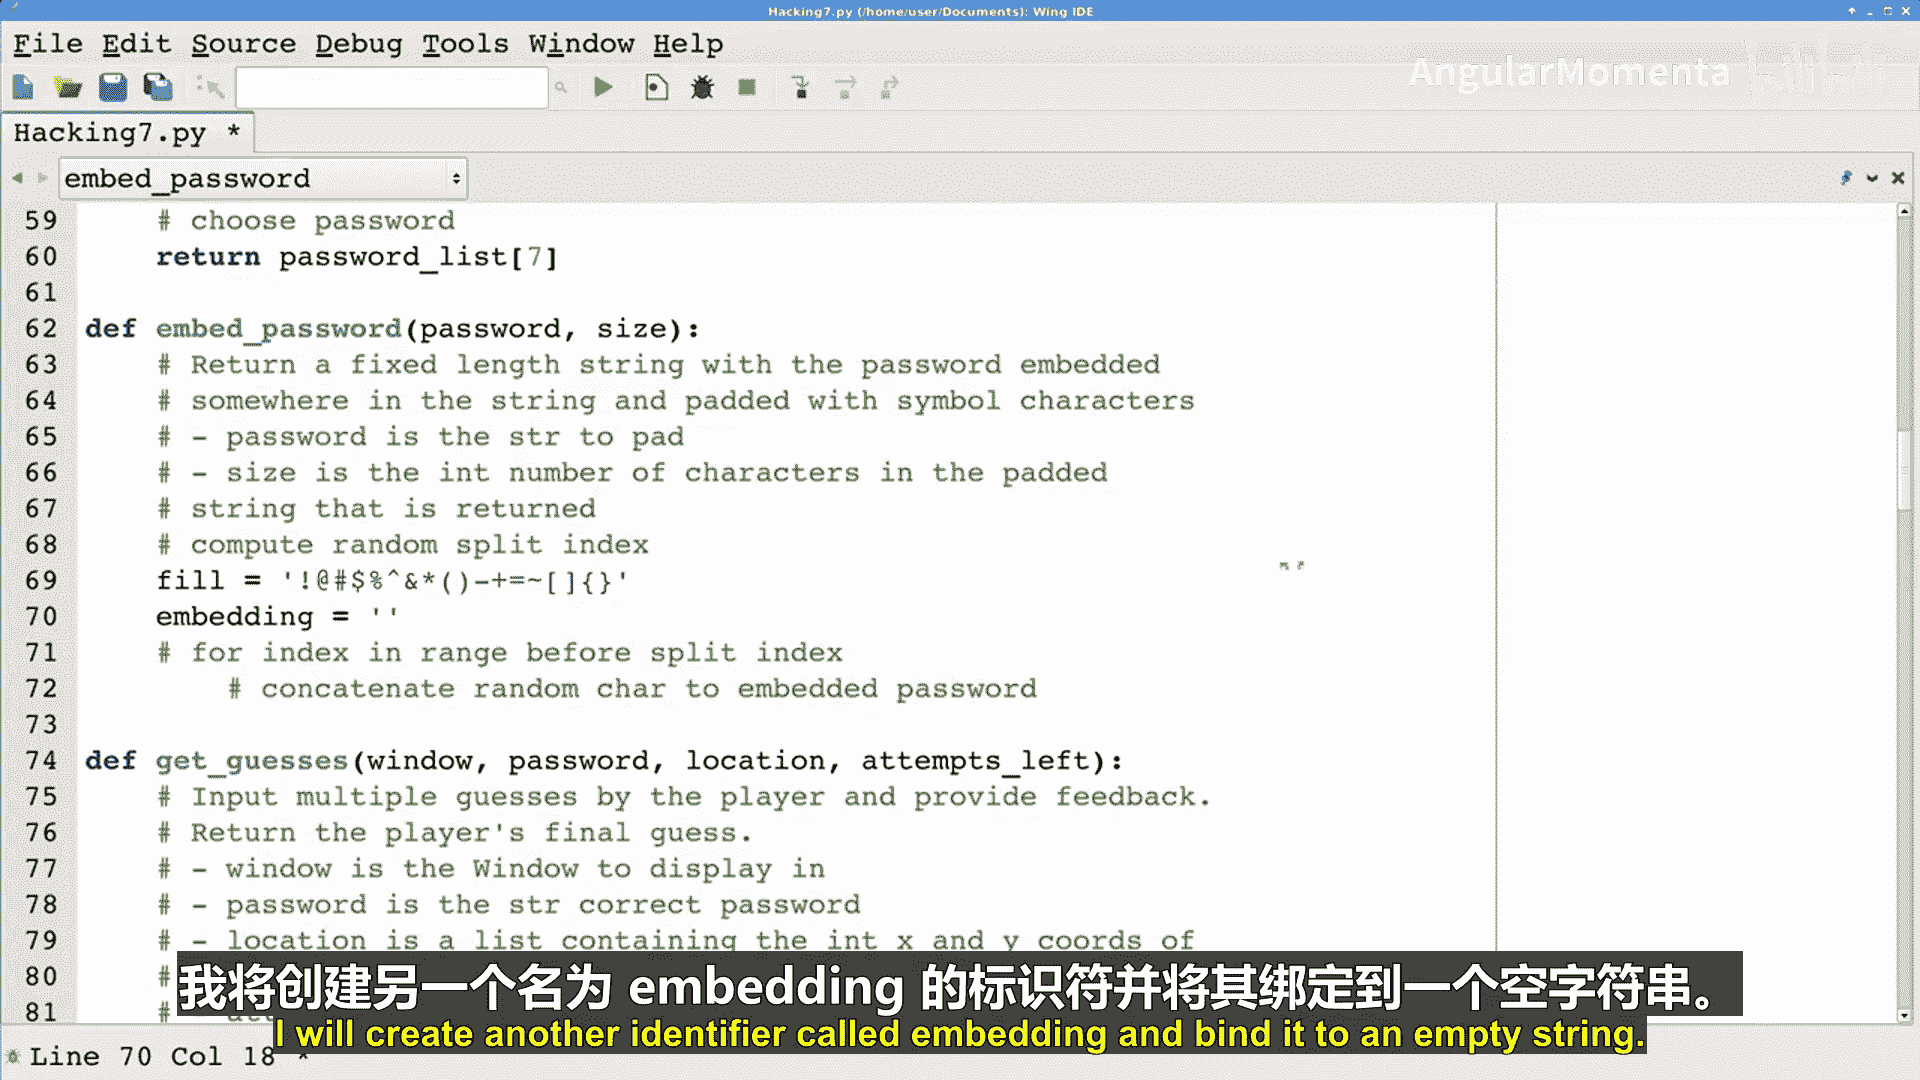 Hacking7.py (/home/user/Documents): Wing IDE
File Edit Source Debug Tools Window Help
AngularMomenta
Hacking7.py *
embed_password
59 # choose password
60 return password_list[7]
61
62 def embed_password(password, size):
63 # Return a fixed length string with the password embedded
64 # somewhere in the string and padded with symbol characters
65 # - password is the str to pad
66 # - size is the int number of characters in the padded
67 # string that is returned
68 # compute random split index
69 fill = '!@#$%^&*()-+=~[]{}'
70 embedding = ''
71 # for index in range before split index
72 # concatenate random char to embedded password
73
74 def get_guesses(window, password, location, attempts_left):
75 # Input multiple guesses by the player and provide feedback.
76 # Return the player's final guess.
77 # - window is the Window to display in
78 # - password is the str correct password
79 # - location is a list containing the int x and y coords of
80 #
81 #
我将创建另一个名为 embedding 的标识符并将其绑定到一个空字符串。
I will create another identifier called embedding and bind it to an empty string.
Line 70 Col 18 *